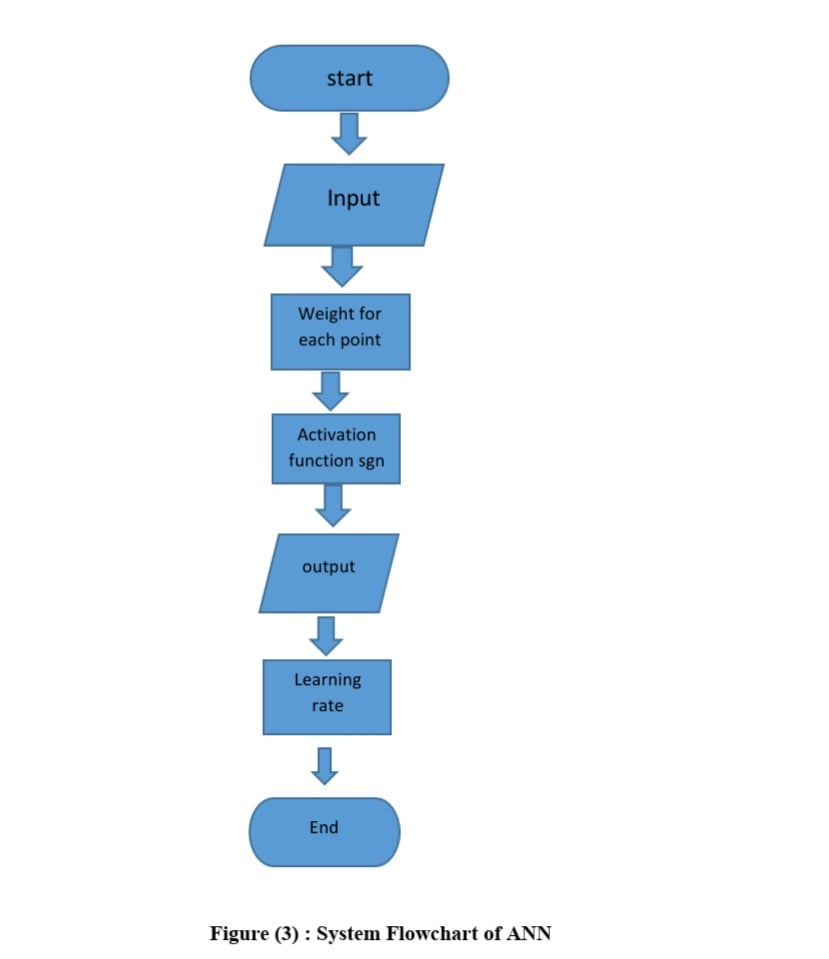 start
Input
Weight for
each point
Activation
function sgn
output
Learning
rate
End
Figure (3) : System Flowchart of ANN